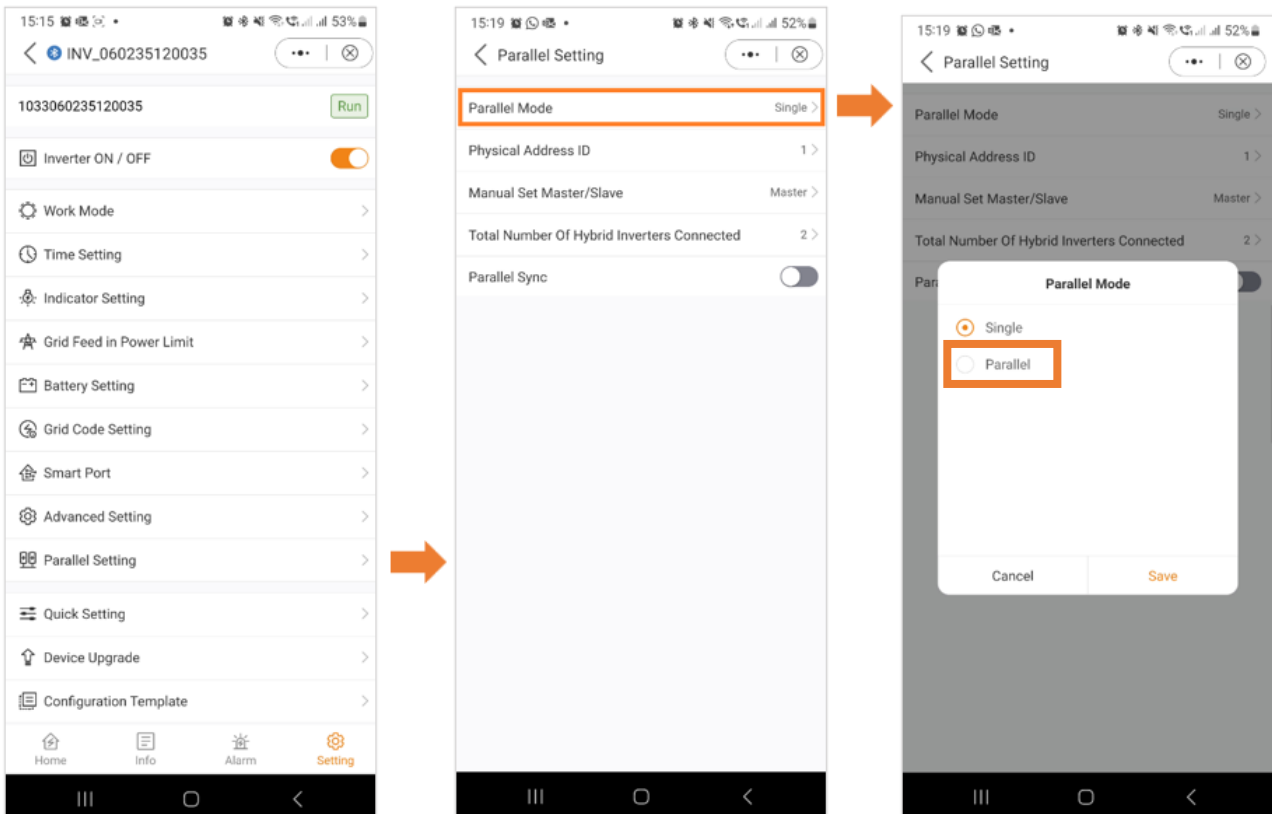 15:15 53%
INV_060235120035
1033060235120035 Run
Inverter ON / OFF
Work Mode
Time Setting
Indicator Setting
Grid Feed in Power Limit
Battery Setting
Grid Code Setting
Smart Port
Advanced Setting
Parallel Setting
Quick Setting
Device Upgrade
Configuration Template
Home Info Alarm Setting
15:19 52%
Parallel Setting
Parallel Mode Single
Physical Address ID 1
Manual Set Master/Slave Master
Total Number Of Hybrid Inverters Connected 2
Parallel Sync
15:19 52%
Parallel Setting
Parallel Mode Single
Physical Address ID 1
Manual Set Master/Slave Master
Total Number Of Hybrid Inverters Connected 2
Para
Parallel Mode
Single
Parallel
Cancel Save